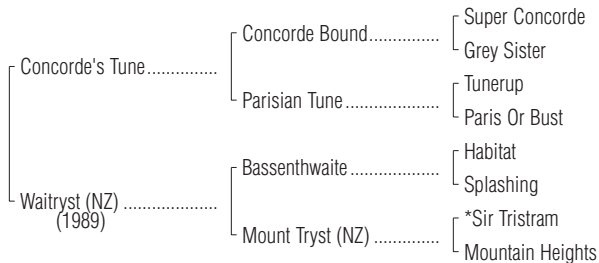 Super Concorde
Concorde Bound...............
Grey Sister
Concorde's Tune...............
Tunerup
Parisian Tune....................
Paris Or Bust
Habitat
Bassenthwaite...................
Splashing
Waitryst (NZ)....................
(1989)
*Sir Tristram
Mount Tryst (NZ)..............
Mountain Heights